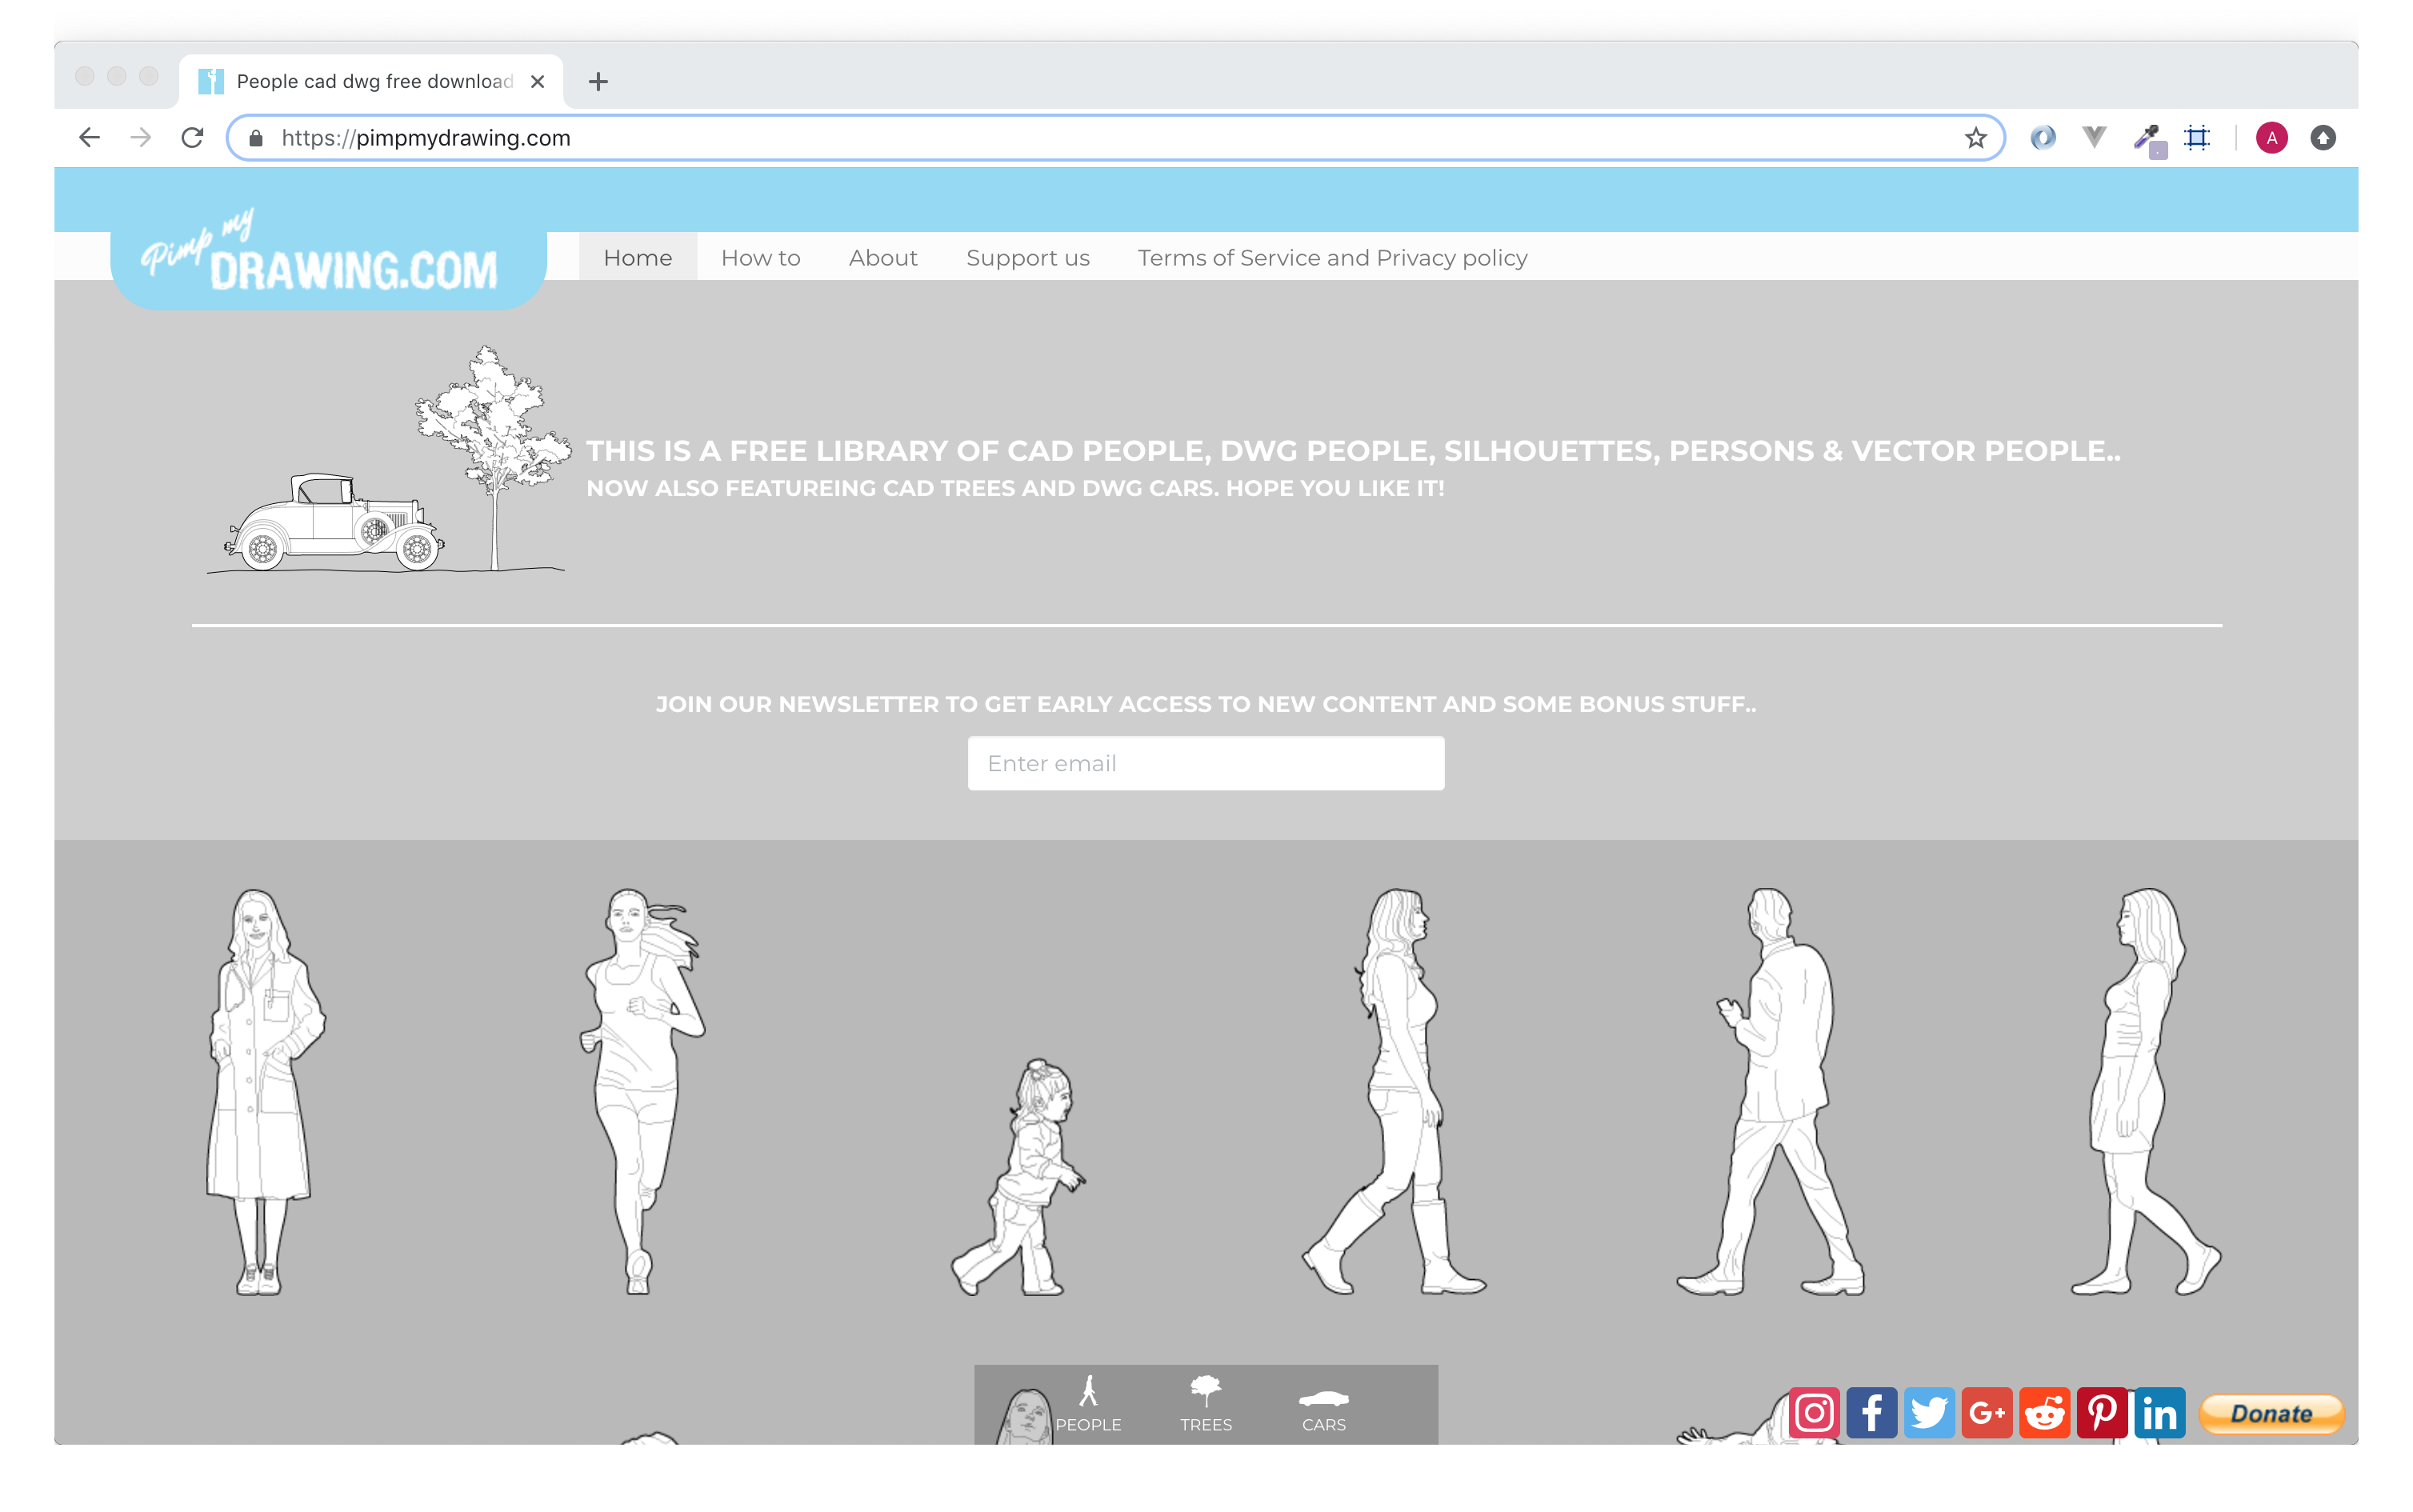 People cad dwg free download
https://pimpmydrawing.com
A
Pimp my
DRAWING.COM
Home How to About Support us Terms of Service and Privacy policy
THIS IS A FREE LIBRARY OF CAD PEOPLE, DWG PEOPLE, SILHOUETTES, PERSONS & VECTOR PEOPLE..
NOW ALSO FEATUREING CAD TREES AND DWG CARS. HOPE YOU LIKE IT!
JOIN OUR NEWSLETTER TO GET EARLY ACCESS TO NEW CONTENT AND SOME BONUS STUFF..
Enter email
PEOPLE TREES CARS
f G+ in Donate